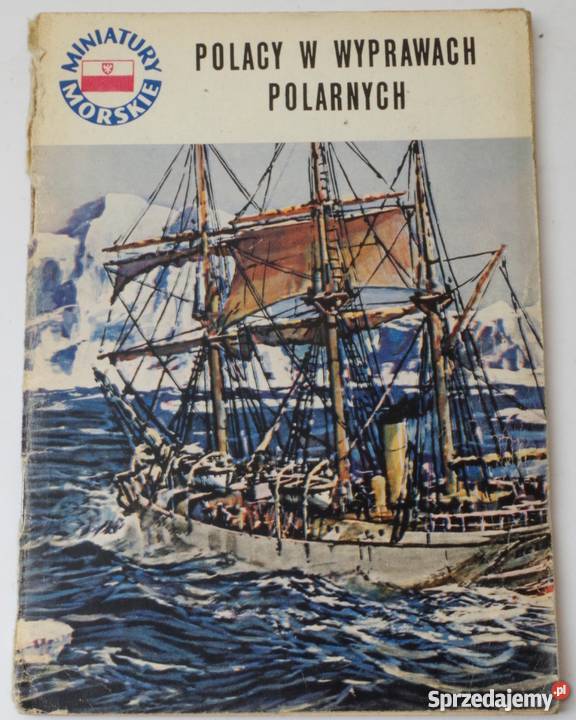 MINIATURY
MORSKIE
POLACY W WYPRAWACH
POLARNYCH
Sprzedajemy.pl